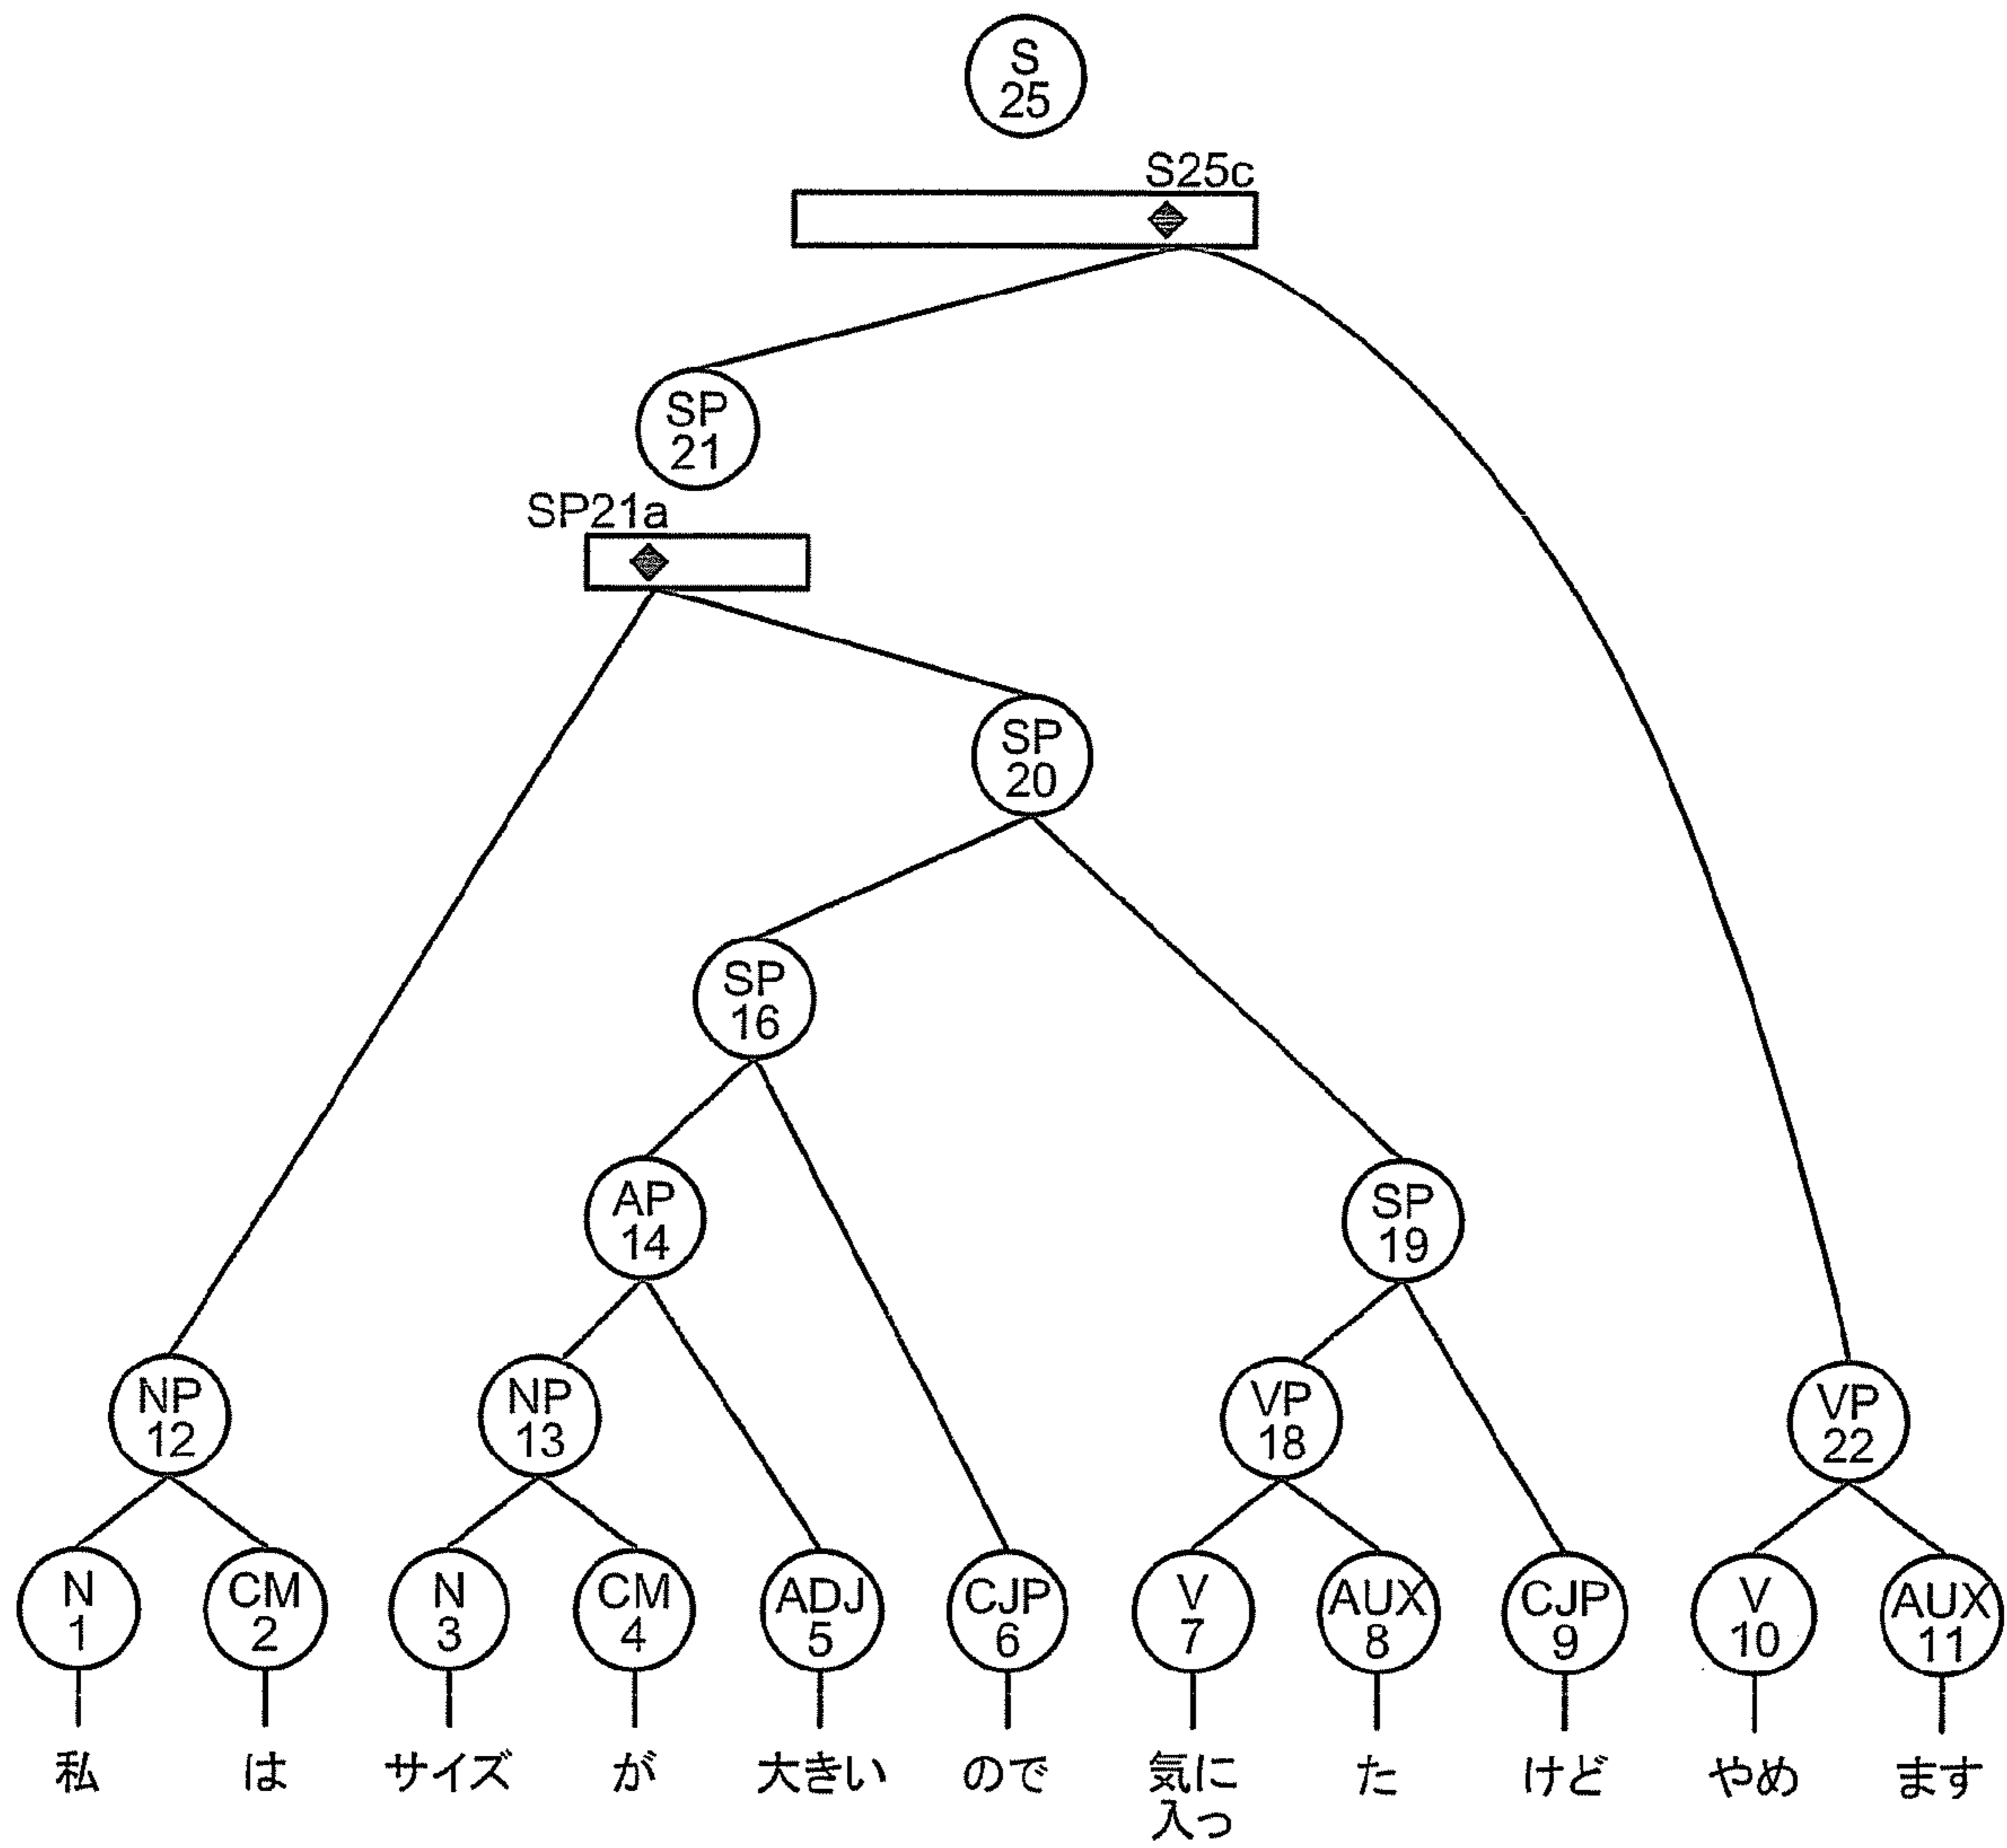 S
25
S25c
SP
21
SP21a
SP
20
SP
16
AP
14
SP
19
NP
12
NP
13
VP
18
VP
22
N
1
CM
2
N
3
CM
4
ADJ
5
CJP
6
V
7
AUX
8
CJP
9
V
10
AUX
11
私 は サイズ が 大きい ので 気に た けど やめ ます
入っ